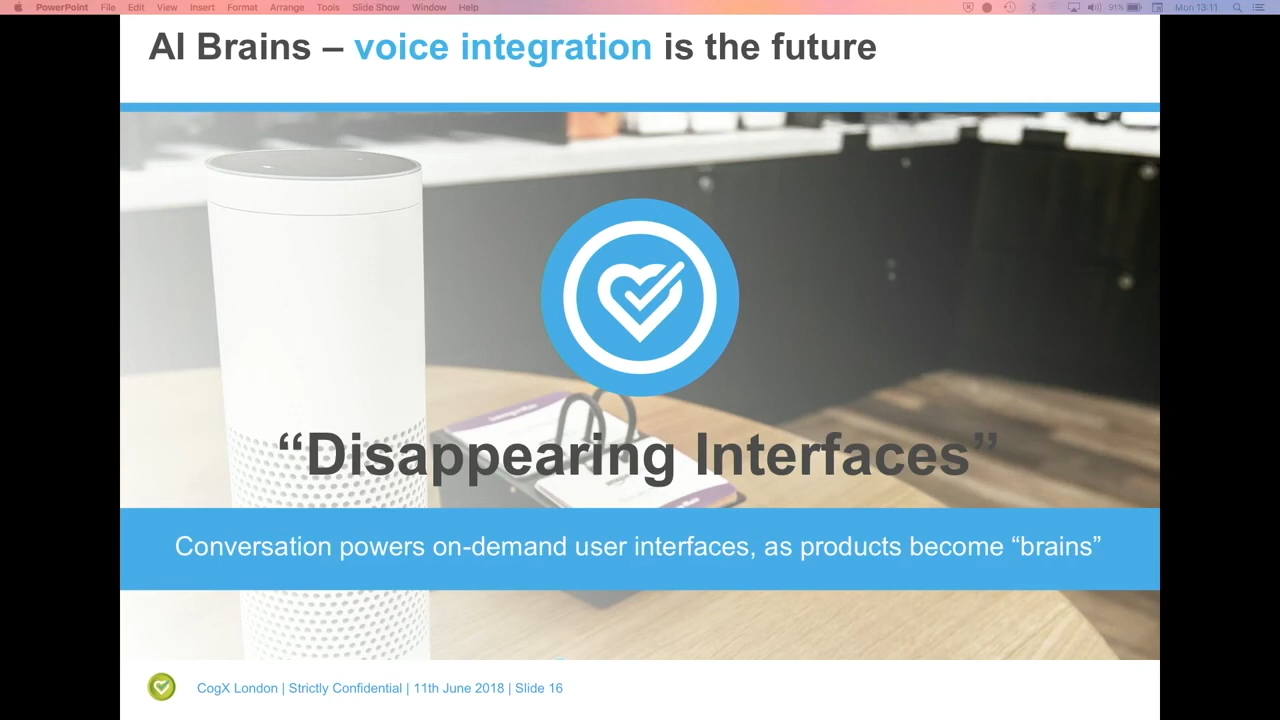 PowerPoint File Edit View Insert Format Arrange Tools Slide Show Window Help 91% Mon 13:11
AI Brains – voice integration is the future
“Disappearing Interfaces”
Conversation powers on-demand user interfaces, as products become “brains”
CogX London | Strictly Confidential | 11th June 2018 | Slide 16